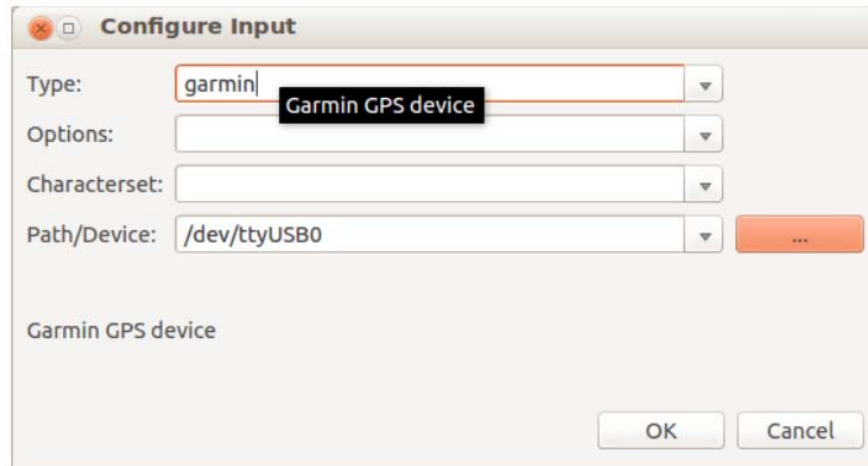 Configure Input
Type: garmin
Garmin GPS device
Options:
Characterset:
Path/Device: /dev/ttyUSB0 ...
Garmin GPS device
OK Cancel